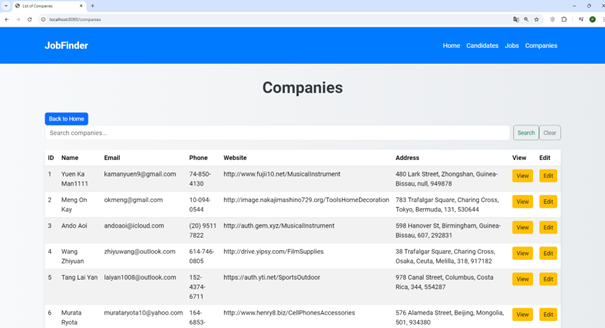 List of Companies
localhost:8080/companies
JobFinder
Home Candidates Jobs Companies
Companies
Back to Home
Search companies... Search Clear
ID Name Email Phone Website Address View Edit
1 Yuen Ka kamanyuen9@gmail.com 74-850- http://www.fujii10.net/MusicalInstrument 480 Lark Street, Zhongshan, Guinea- View Edit
Man1111 4130 Bissau, null, 949878
2 Meng On okmeng@gmail.com 10-094- http://image.nakajimashino729.org/ToolsHomeDecoration 783 Trafalgar Square, Charing Cross, View Edit
Kay 0544 Tokyo, Bermuda, 131, 530644
3 Ando Aoi andoaoi@icloud.com (20) 9511 http://auth.gem.xyz/MusicalInstrument 598 Hanover St, Birmingham, Guinea- View Edit
7822 Bissau, 607, 292831
4 Wang zhiyuwang@outlook.com 614-746- http://drive.yipsy.com/FilmSupplies 38 Trafalgar Square, Charing Cross, View Edit
Zhiyuan 0805 Osaka, Ceuta, Melilla, 318, 917182
5 Tang Lai Yan laiyan1008@outlook.com 152- https://auth.yti.net/SportsOutdoor 978 Canal Street, Columbus, Costa View Edit
4374- Rica, 344, 554287
6711
6 Murata murataryota10@yahoo.com 164- http://www.henry8.biz/CellPhonesAccessories 576 Alameda Street, Beijing, Mongolia, View Edit
Ryota 6853- 501, 934380